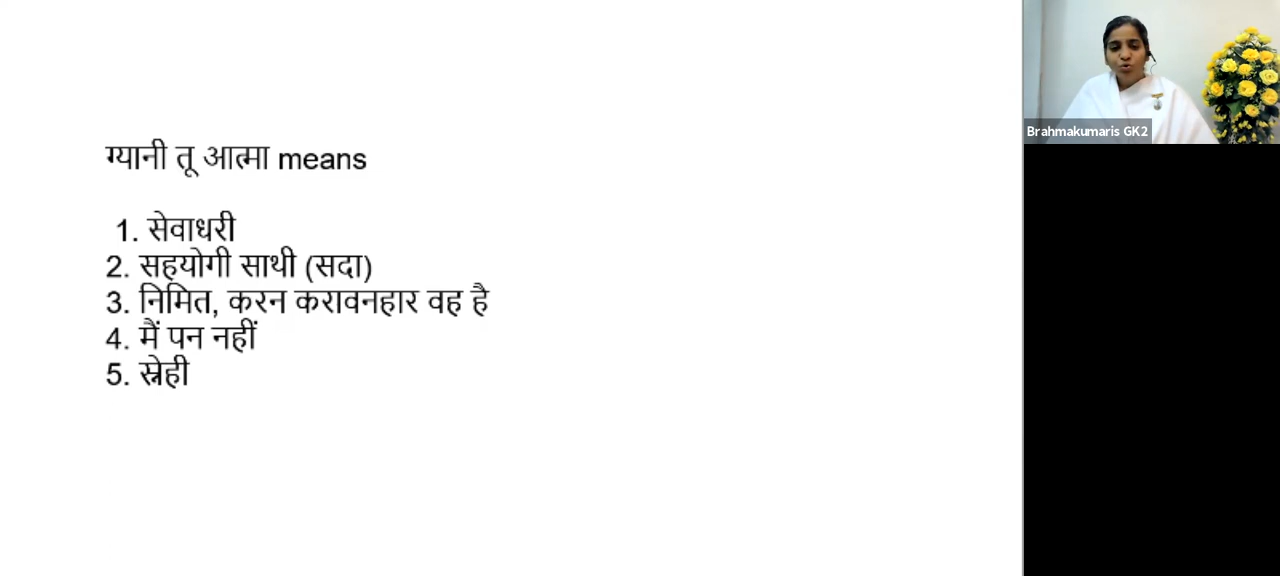 ग्यानी तू आत्मा means
1. सेवाधरी
2. सहयोगी साथी (सदा)
3. निमित, करन करावनहार वह है
4. मैं पन नहीं
5. स्नेही
Brahmakumaris GK2